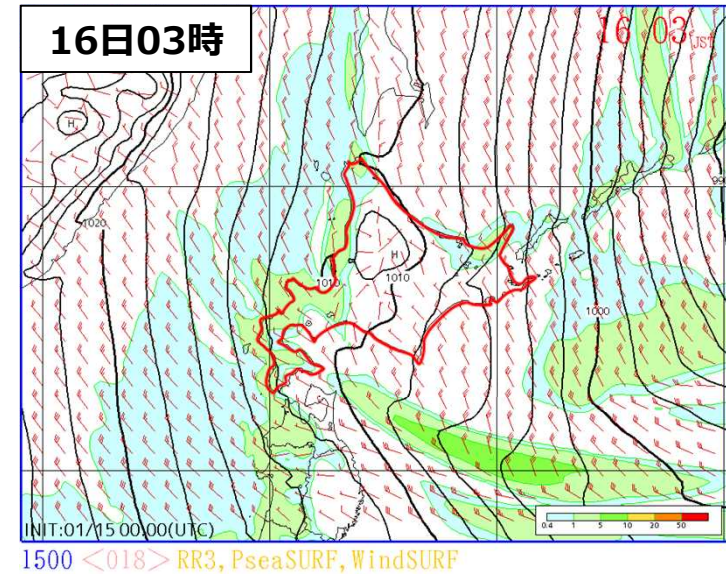 16日03時
16 03 JST
H
1020
H
1010
1010
1000
INIT:01/15 00:00(UTC)
0.4 1 5 10 20 50
1500 <018> RR3,PseaSURF,WindSURF